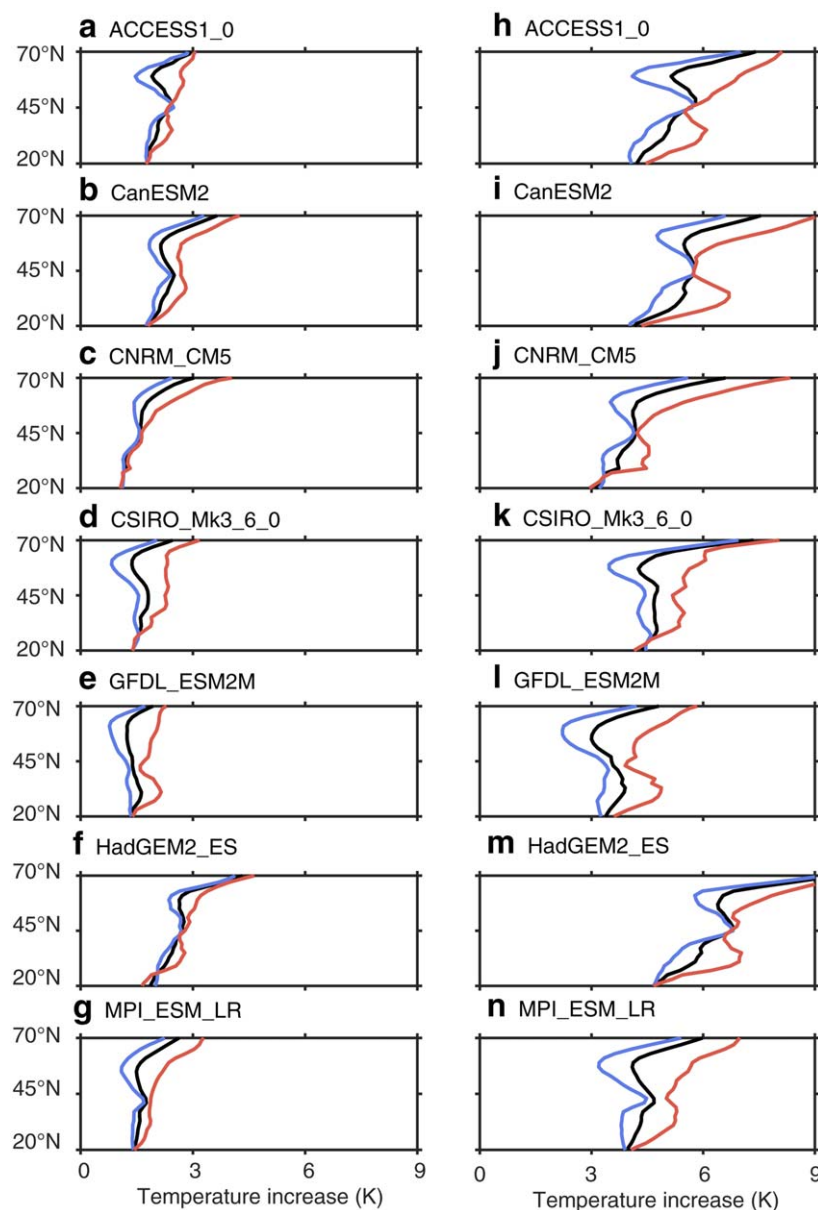 a ACCESS1_0
70°N
45°N
20°N
b CanESM2
70°N
45°N
20°N
c CNRM_CM5
70°N
45°N
20°N
d CSIRO_Mk3_6_0
70°N
45°N
20°N
e GFDL_ESM2M
70°N
45°N
20°N
f HadGEM2_ES
70°N
45°N
20°N
g MPI_ESM_LR
70°N
45°N
20°N
0 3 6 9
Temperature increase (K)
h ACCESS1_0
i CanESM2
j CNRM_CM5
k CSIRO_Mk3_6_0
l GFDL_ESM2M
m HadGEM2_ES
n MPI_ESM_LR
0 3 6 9
Temperature increase (K)